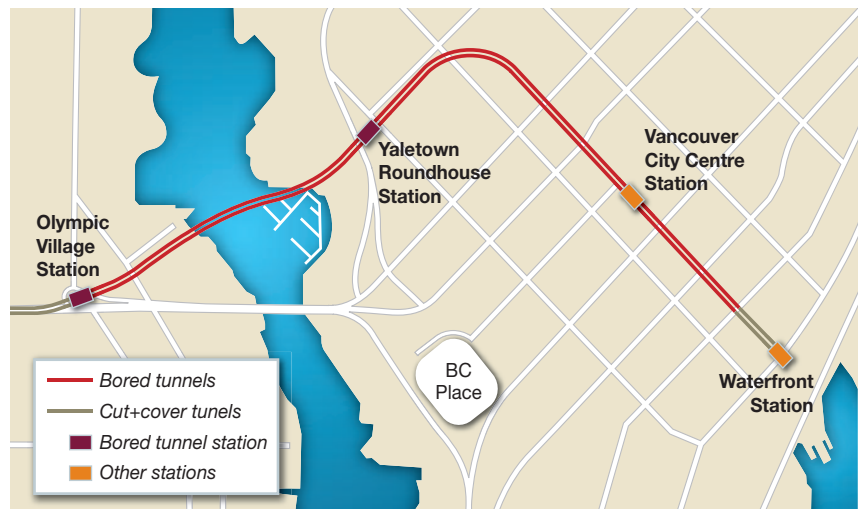 Yaletown
Roundhouse
Station
Vancouver
City Centre
Station
Olympic
Village
Station
BC
Place
Waterfront
Station
Bored tunnels
Cut+cover tunels
Bored tunnel station
Other stations